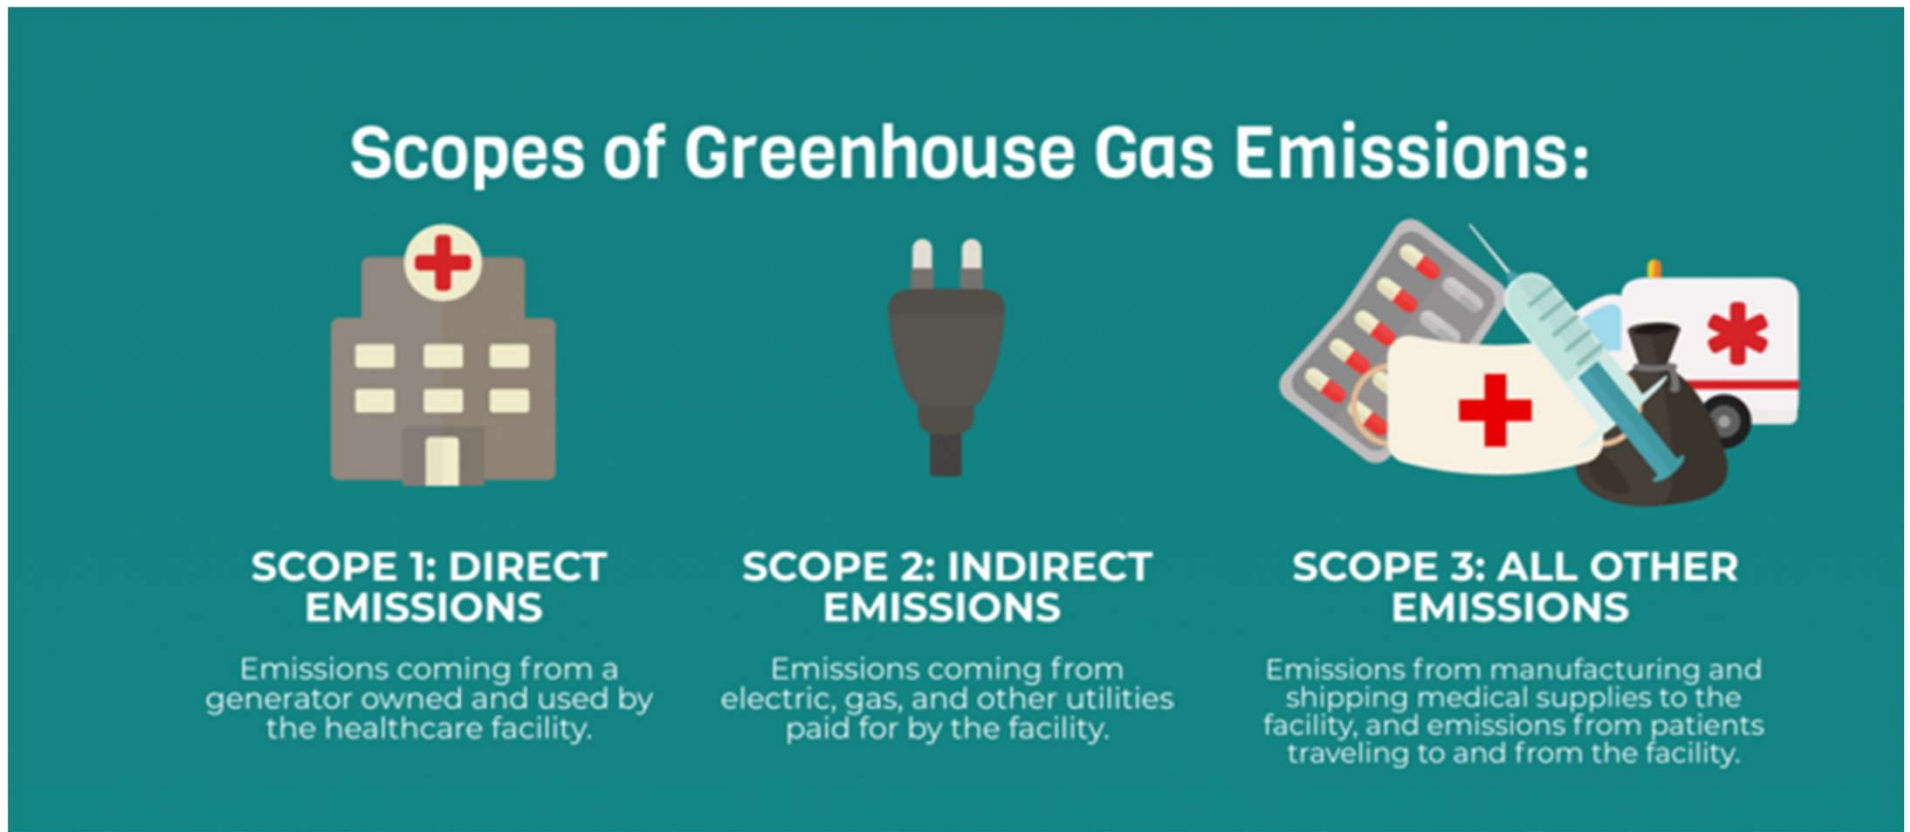 Scopes of Greenhouse Gas Emissions:
SCOPE 1: DIRECT
EMISSIONS
Emissions coming from a
generator owned and used by
the healthcare facility.
SCOPE 2: INDIRECT
EMISSIONS
Emissions coming from
electric, gas, and other utilities
paid for by the facility.
SCOPE 3: ALL OTHER
EMISSIONS
Emissions from manufacturing and
shipping medical supplies to the
facility, and emissions from patients
traveling to and from the facility.